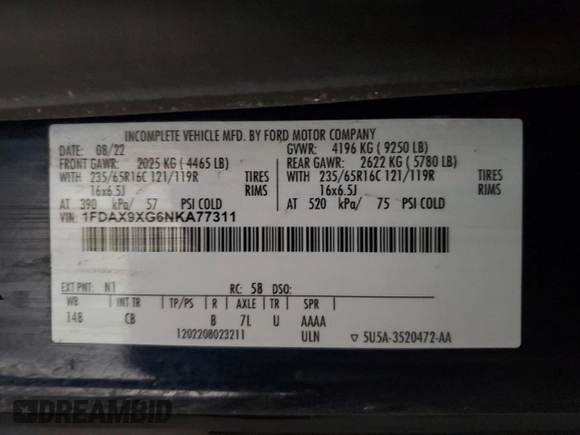 INCOMPLETE VEHICLE MFD. BY FORD MOTOR COMPANY
DATE: 08/22 GVWR: 4196 KG ( 9250 LB)
FRONT GAWR: 2025 KG ( 4465 LB) REAR GAWR: 2622 KG ( 5780 LB)
WITH 235/65R16C 121/119R TIRES WITH 235/65R16C 121/119R TIRES
16x6.5J RIMS 16x6.5J RIMS
AT 390 kPa/ 57 PSI COLD AT 520 kPa/ 75 PSI COLD
VIN: 1FDAX9XG6NKA77311
EXT PNT: N1 RC: 58 DSO:
WB INT TR TP/PS R AXLE TR SPR
148 CB B 7L U AAAA
1202208023211 ULN ▽ 5U5A-3520472-AA
DREAMBID